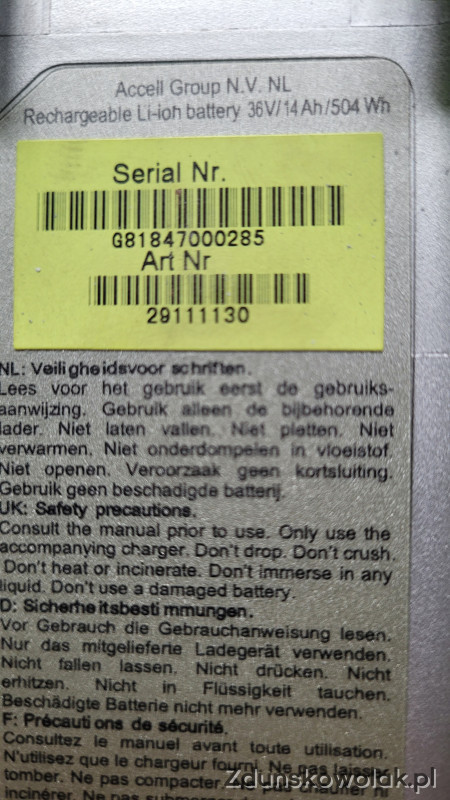 Accell Group N.V. NL
Rechargeable Li-ion battery 36V/14Ah/504 Wh
Serial Nr.
G81847000285
Art Nr
29111130
NL: Veiligheidsvoorschriften.
Lees voor het gebruik eerst de gebruiks-
aanwijzing. Gebruik alleen de bijbehorende
lader. Niet laten vallen. Niet pletten. Niet
verwarmen. Niet onderdompelen in vloeistof.
Niet openen. Veroorzaak geen kortsluiting.
Gebruik geen beschadigde batterij.
UK: Safety precautions.
Consult the manual prior to use. Only use the
accompanying charger. Don't drop. Don't crush.
Don't heat or incinerate. Don't immerse in any
liquid. Don't use a damaged battery.
D: Sicherheitsbestimmungen.
Vor Gebrauch die Gebrauchanweisung lesen.
Nur das mitgelieferte Ladegerät verwenden.
Nicht fallen lassen. Nicht drücken. Nicht
erhitzen. Nicht in Flüssigkeit tauchen.
Beschädigte Batterie nicht mehr verwenden.
F: Précautions de sécurité.
Consultez le manuel avant toute utilisation.
N'utilisez que le chargeur fourni. Ne pas laisser
tomber. Ne pas compacter. Ne pas chauffer
incinérer. Ne pas
Zdunskowolak.pl